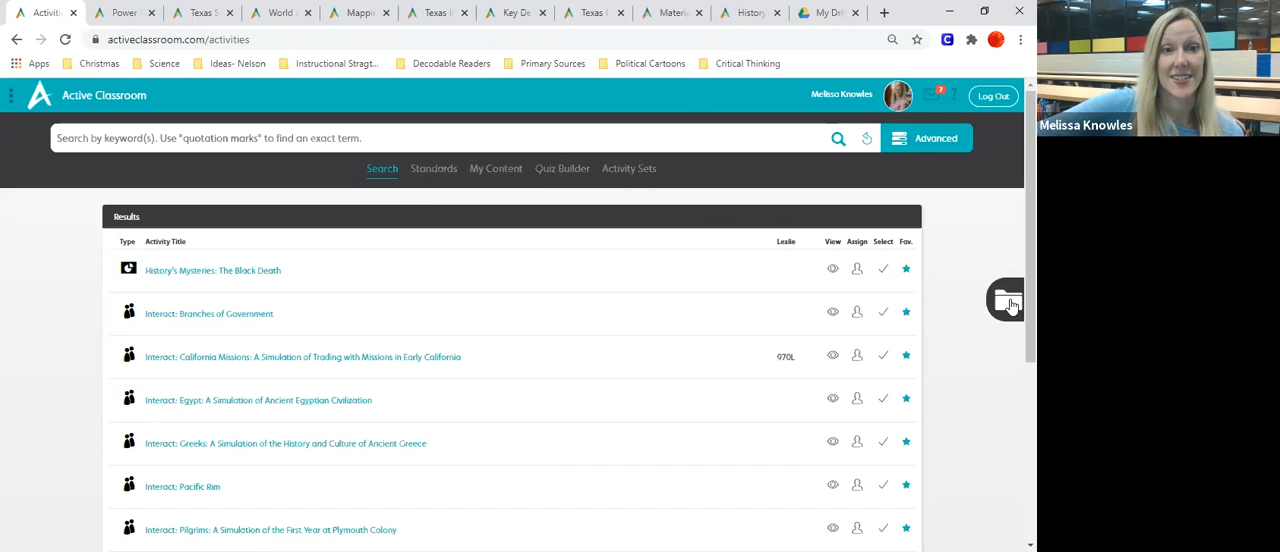 Activiti
Power
Texas S
World
Mappi
Texas I
Key De
Texas I
Materia
History
My Driv
activeclassroom.com/activities
Apps
Christmas
Science
Ideas- Nelson
Instructional Stragt...
Decodable Readers
Primary Sources
Political Cartoons
Critical Thinking
Active Classroom
Melissa Knowles
7
?
Log Out
Search by keyword(s). Use "quotation marks" to find an exact term.
Advanced
Search Standards My Content Quiz Builder Activity Sets
Results
Type Activity Title Lexile View Assign Select Fav.
History's Mysteries: The Black Death
Interact: Branches of Government
Interact: California Missions: A Simulation of Trading with Missions in Early California 970L
Interact: Egypt: A Simulation of Ancient Egyptian Civilization
Interact: Greeks: A Simulation of the History and Culture of Ancient Greece
Interact: Pacific Rim
Interact: Pilgrims: A Simulation of the First Year at Plymouth Colony
Melissa Knowles